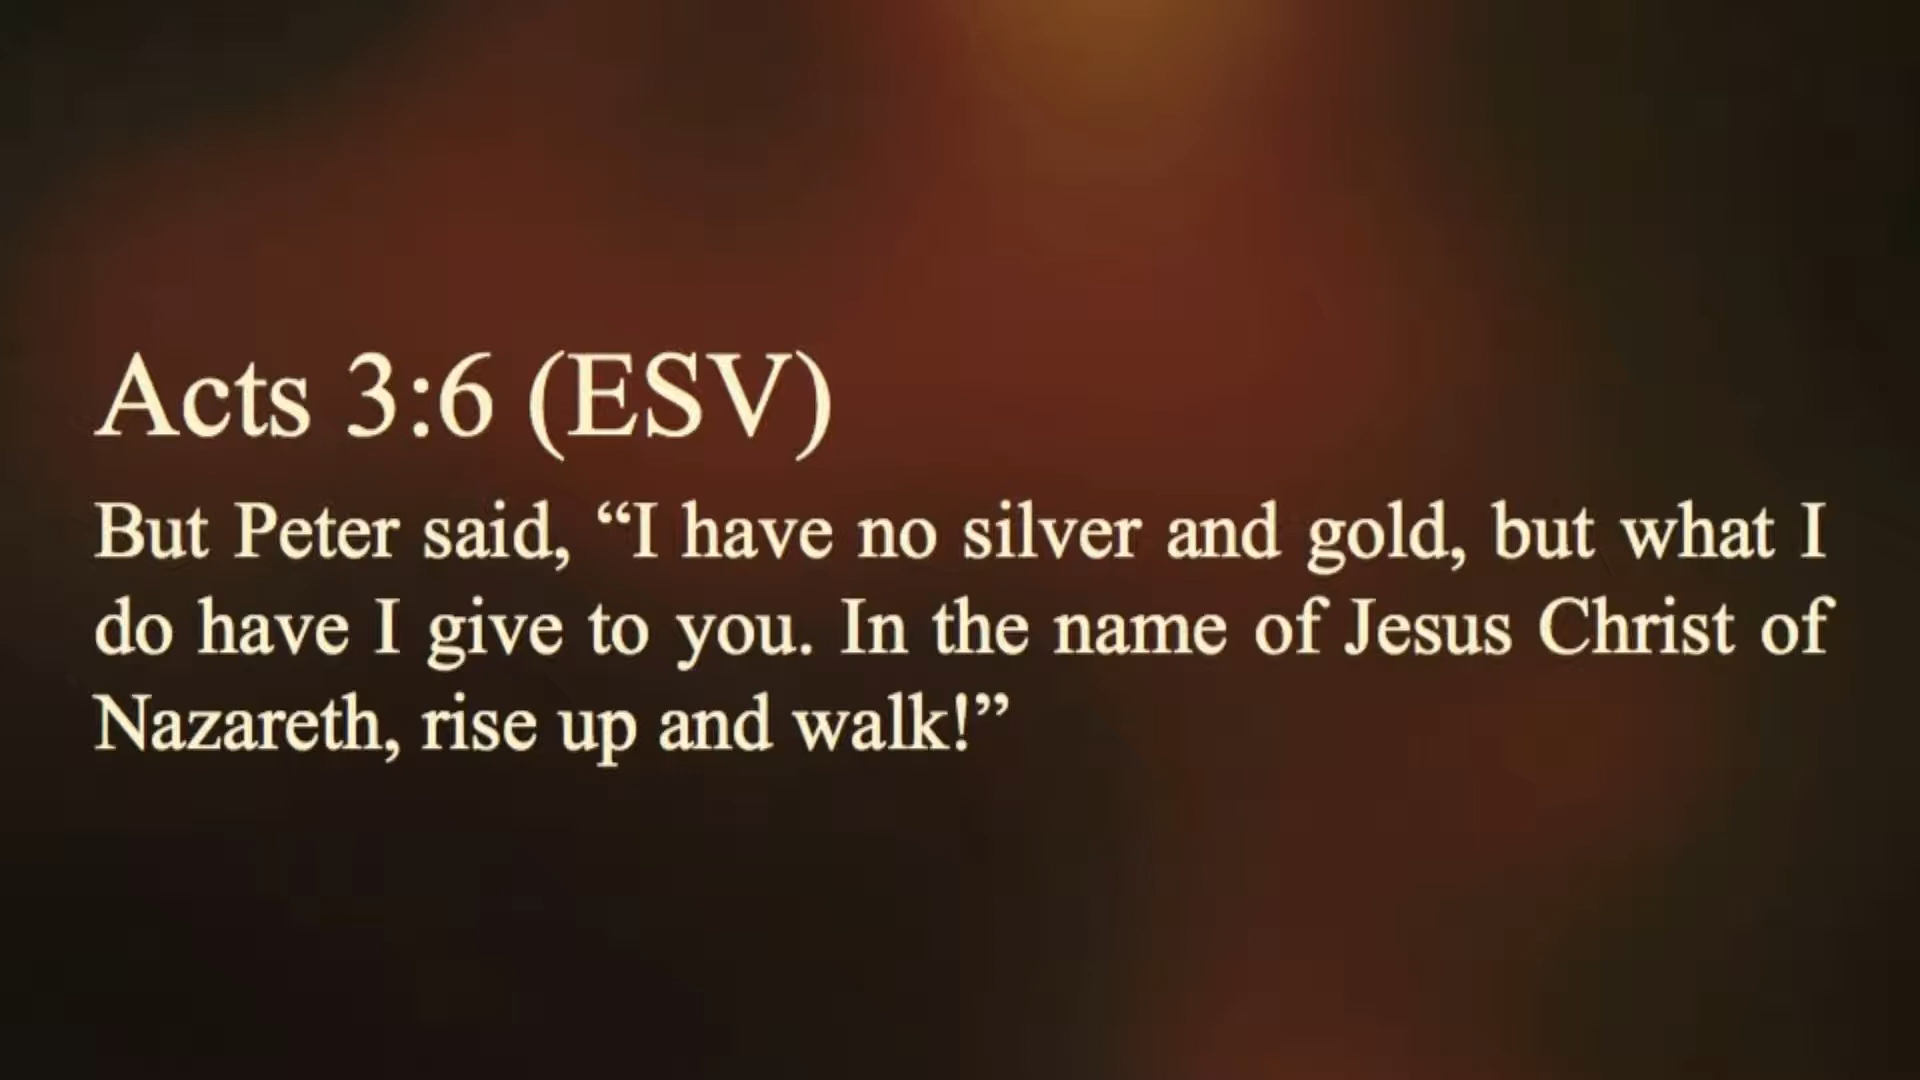 Acts 3:6 (ESV)
But Peter said, “I have no silver and gold, but what I
do have I give to you. In the name of Jesus Christ of
Nazareth, rise up and walk!”